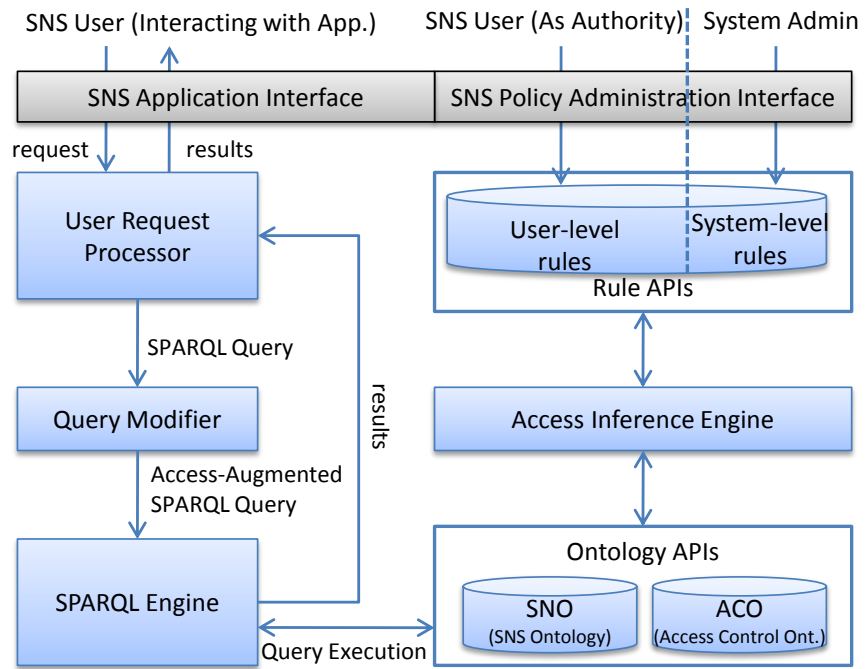 SNS User (Interacting with App.)
SNS User (As Authority)
System Admin
SNS Application Interface
SNS Policy Administration Interface
request
results
User Request
Processor
User-level
rules
System-level
rules
Rule APIs
SPARQL Query
results
Query Modifier
Access Inference Engine
Access-Augmented
SPARQL Query
SPARQL Engine
Ontology APIs
SNO
(SNS Ontology)
ACO
(Access Control Ont.)
Query Execution